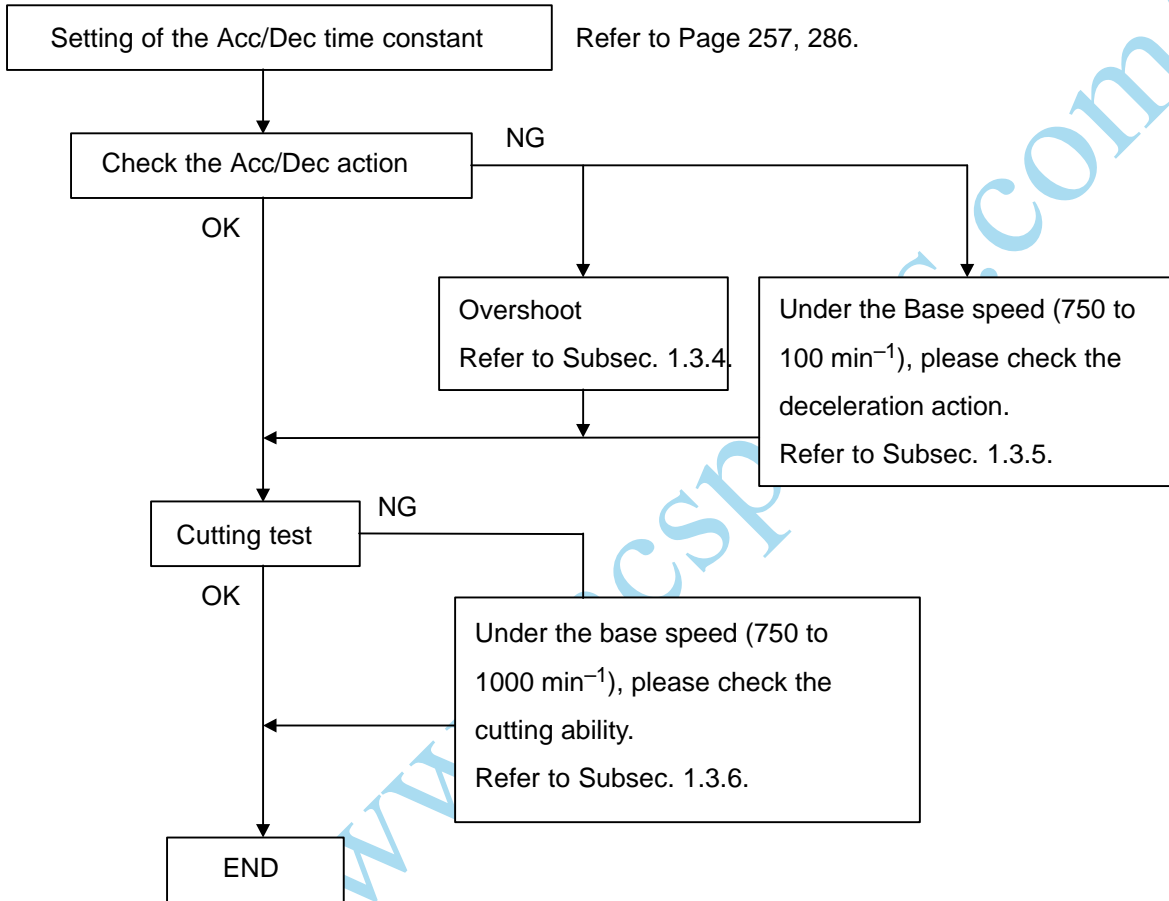 Setting of the Acc/Dec time constant
Refer to Page 257, 286.
Check the Acc/Dec action
NG
OK
Overshoot
Refer to Subsec. 1.3.4.
Under the Base speed (750 to
100 min–1), please check the
deceleration action.
Refer to Subsec. 1.3.5.
Cutting test
NG
OK
Under the base speed (750 to
1000 min–1), please check the
cutting ability.
Refer to Subsec. 1.3.6.
END